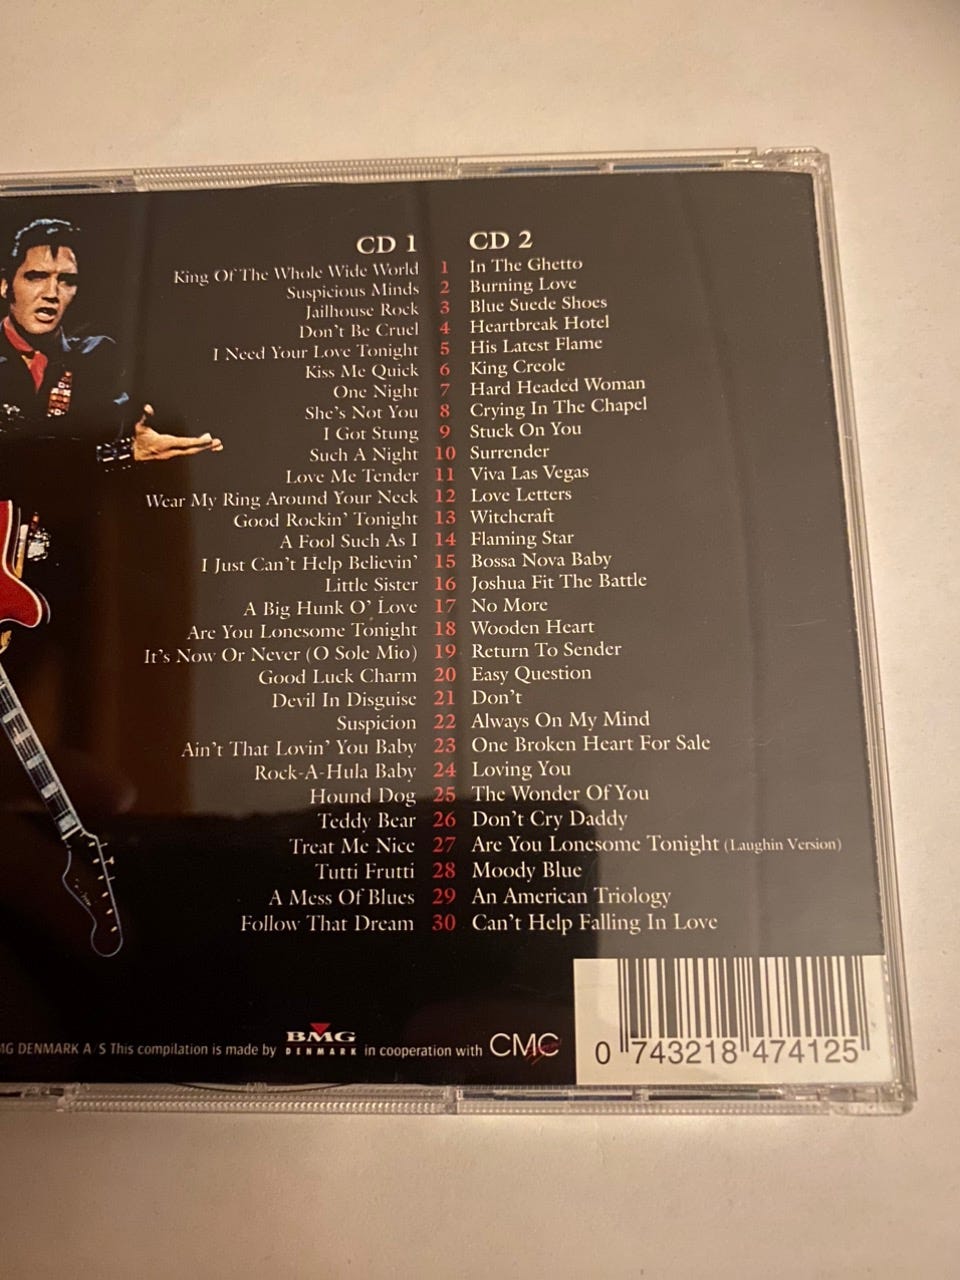 CD 1
King Of The Whole Wide World 1
Suspicious Minds 2
Jailhouse Rock 3
Don't Be Cruel 4
I Need Your Love Tonight 5
Kiss Me Quick 6
One Night 7
She's Not You 8
I Got Stung 9
Such A Night 10
Love Me Tender 11
Wear My Ring Around Your Neck 12
Good Rockin' Tonight 13
A Fool Such As I 14
I Just Can't Help Believin' 15
Little Sister 16
A Big Hunk O' Love 17
Are You Lonesome Tonight 18
It's Now Or Never (O Sole Mio) 19
Good Luck Charm 20
Devil In Disguise 21
Suspicion 22
Ain't That Lovin' You Baby 23
Rock-A-Hula Baby 24
Hound Dog 25
Teddy Bear 26
Treat Me Nice 27
Tutti Frutti 28
A Mess Of Blues 29
Follow That Dream 30
CD 2
In The Ghetto
Burning Love
Blue Suede Shoes
Heartbreak Hotel
His Latest Flame
King Creole
Hard Headed Woman
Crying In The Chapel
Stuck On You
Surrender
Viva Las Vegas
Love Letters
Witchcraft
Flaming Star
Bossa Nova Baby
Joshua Fit The Battle
No More
Wooden Heart
Return To Sender
Easy Question
Don't
Always On My Mind
One Broken Heart For Sale
Loving You
The Wonder Of You
Don't Cry Daddy
Are You Lonesome Tonight (Laughin Version)
Moody Blue
An American Triology
Can't Help Falling In Love
MG DENMARK A/S This compilation is made by BMG DENMARK in cooperation with CMC
0 743218 474125